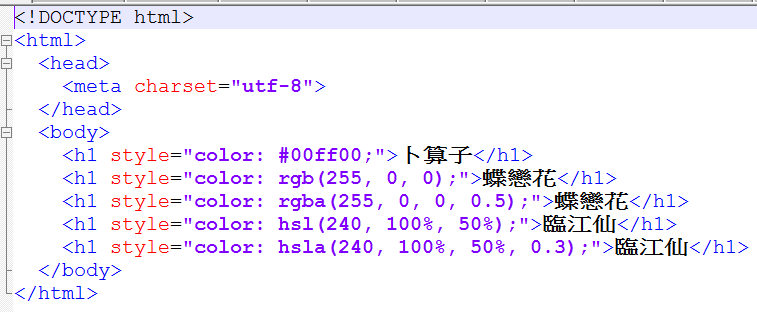 <!DOCTYPE html>
<html>
<head>
<meta charset="utf-8">
</head>
<body>
<h1 style="color: #00ff00;">卜算子</h1>
<h1 style="color: rgb(255, 0, 0);">蝶戀花</h1>
<h1 style="color: rgba(255, 0, 0, 0.5);">蝶戀花</h1>
<h1 style="color: hsl(240, 100%, 50%);">臨江仙</h1>
<h1 style="color: hsla(240, 100%, 50%, 0.3);">臨江仙</h1>
</body>
</html>